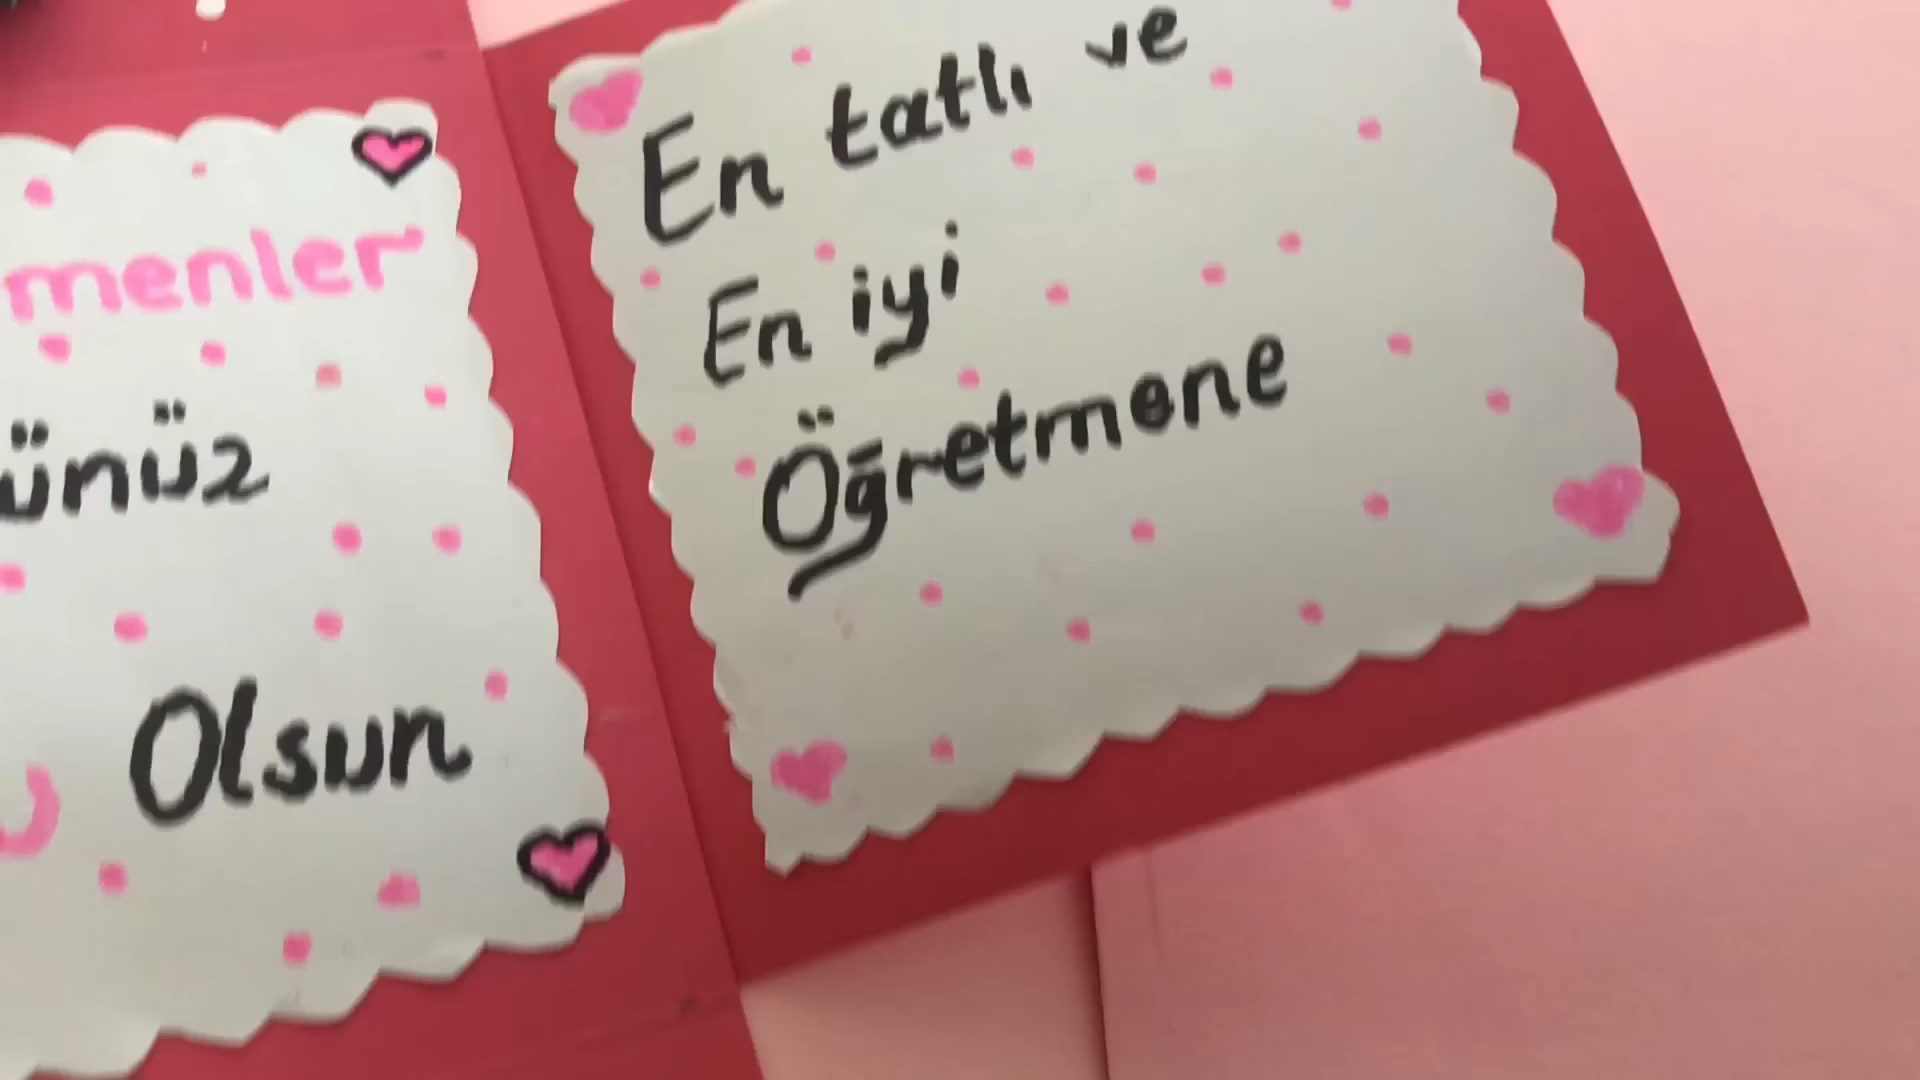 menler
ünüz
Olsun
En tatlı ve
En iyi
Öğretmene